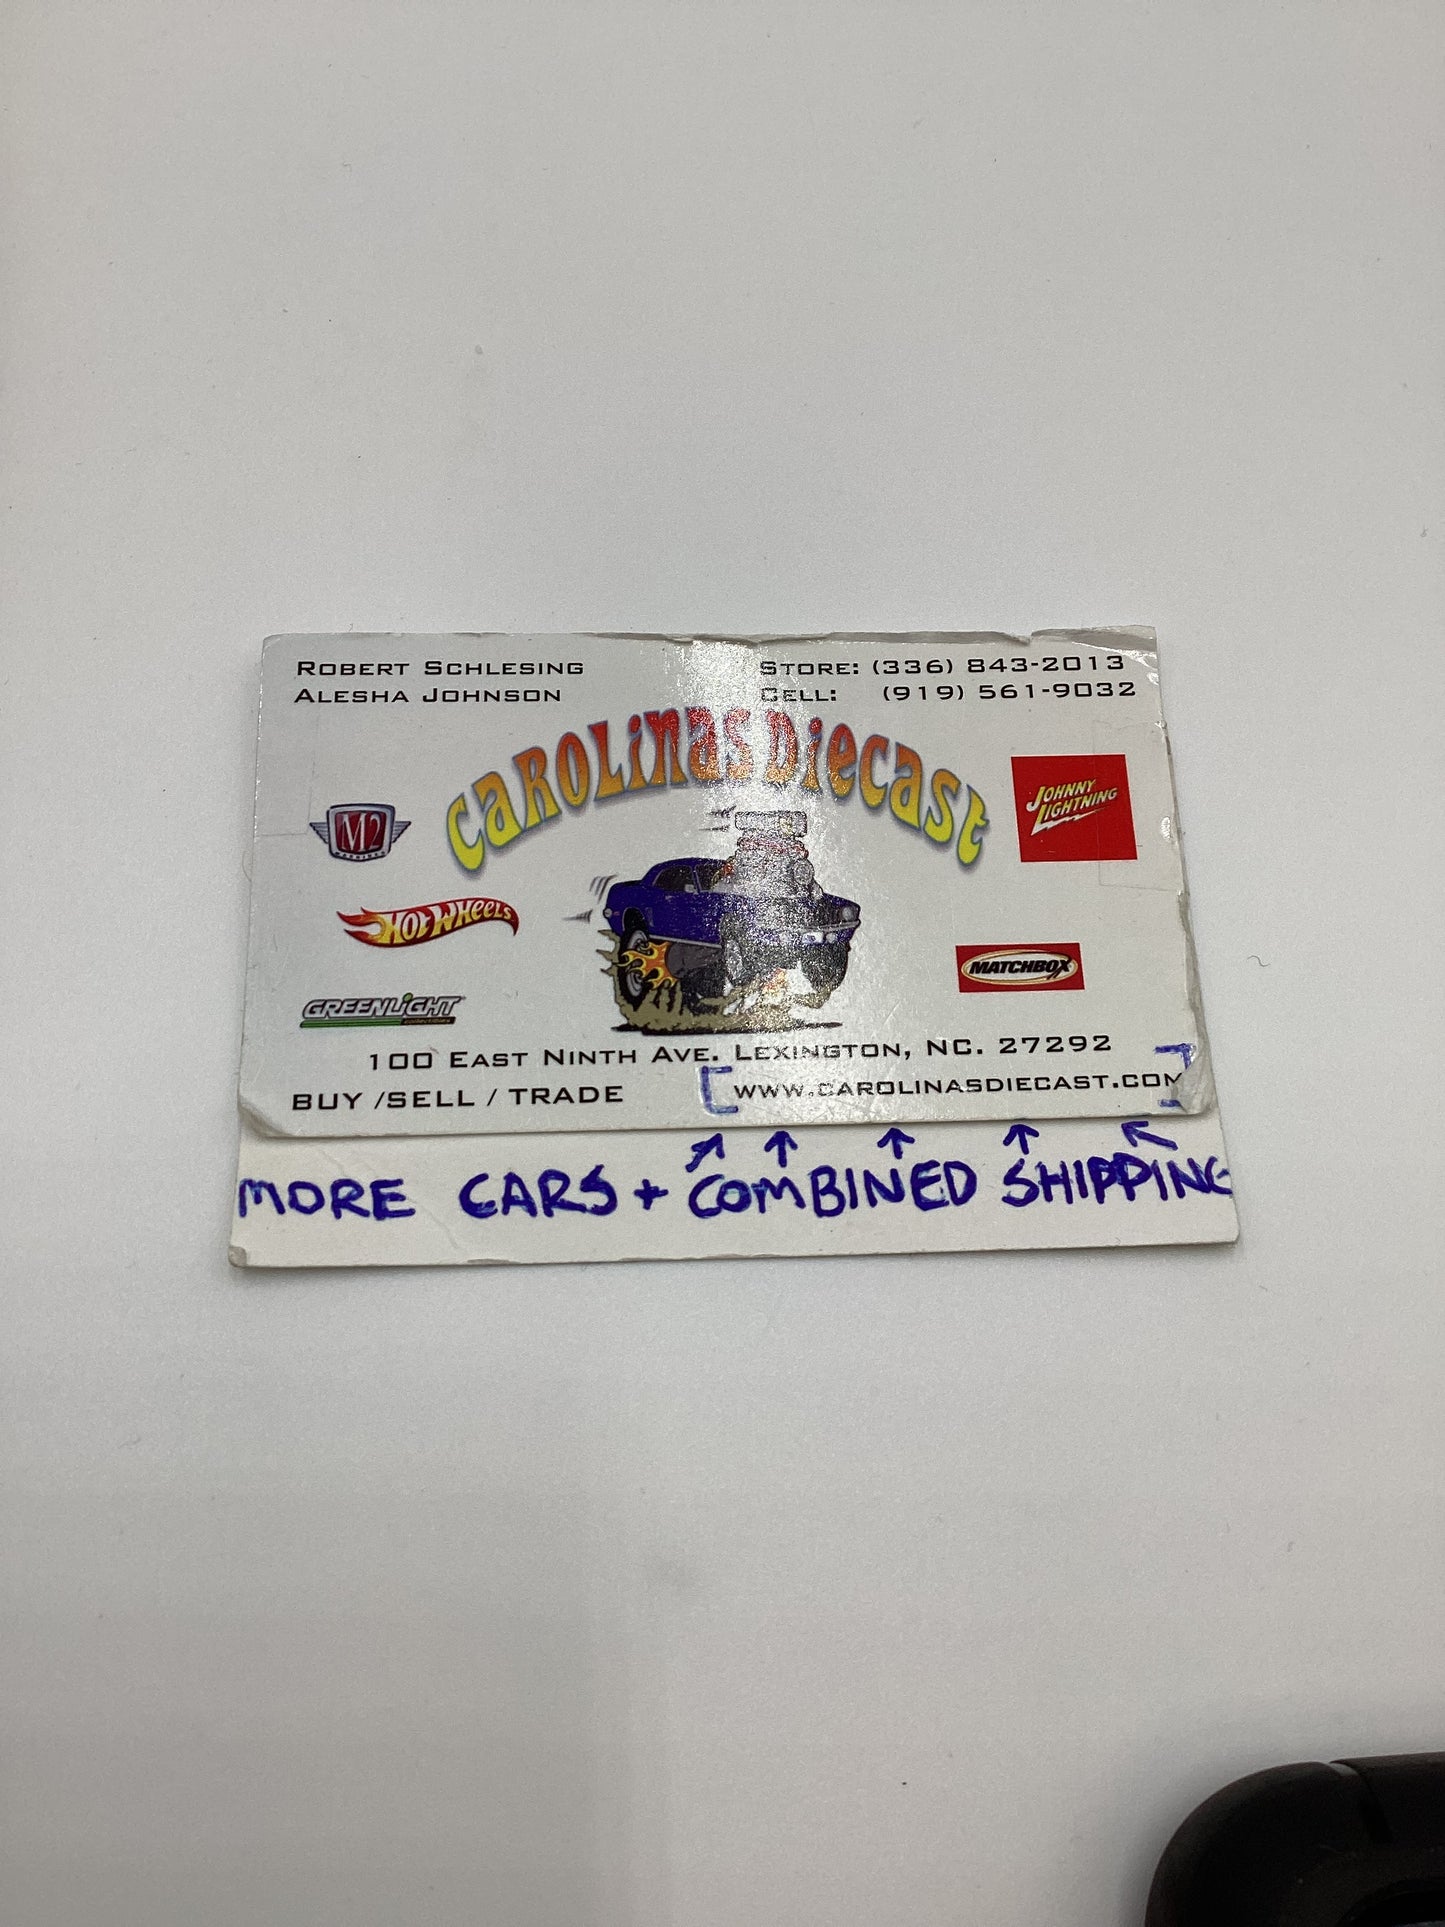 ROBERT SCHLESING
ALESHA JOHNSON
STORE: (336) 843-2013
CELL: (919) 561-9032
CAROLINAS DIECAST
M2
MACHINES
JOHNNY
LIGHTNING
HOT WHEELS
MATCHBOX
GREENLIGHT
COLLECTIBLES
100 EAST NINTH AVE. LEXINGTON, NC. 27292
BUY /SELL / TRADE
WWW.CAROLINASDIECAST.COM
MORE CARS + COMBINED SHIPPING